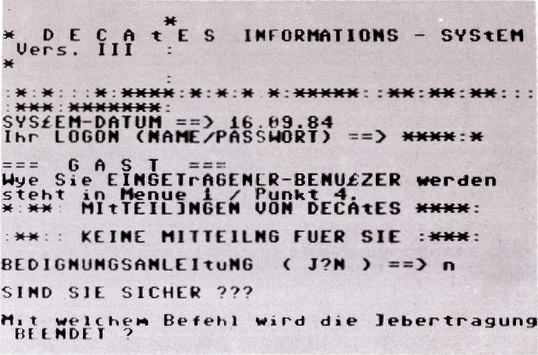 *
* D E C A t E S INFORMATIONS - SYStEM
Vers. III :
*
:
:*:*:::*:****:*:**:*:*****:**:**:**:::
:***:*******:
SYS£EM-DATUM ==> 16.09.84
Ihr LOGON (NAME/PASSWORT) ==> ****:*
=== G A S T ===
Wye Sie EINGETrAGENER-BENU£ZER werden
steht in Menue i / Punkt 4.
*:**: MItTEIL]NGEN VON DECAtES ****:
:**:: KEINE MITTEILNG FUER SIE :***:
BEDIGNUNGSANLEItuNG ( J?N ) ==> n
SIND SIE SICHER ???
Mit welchem Befehl wird die ]ebertragung
BEENDET ?